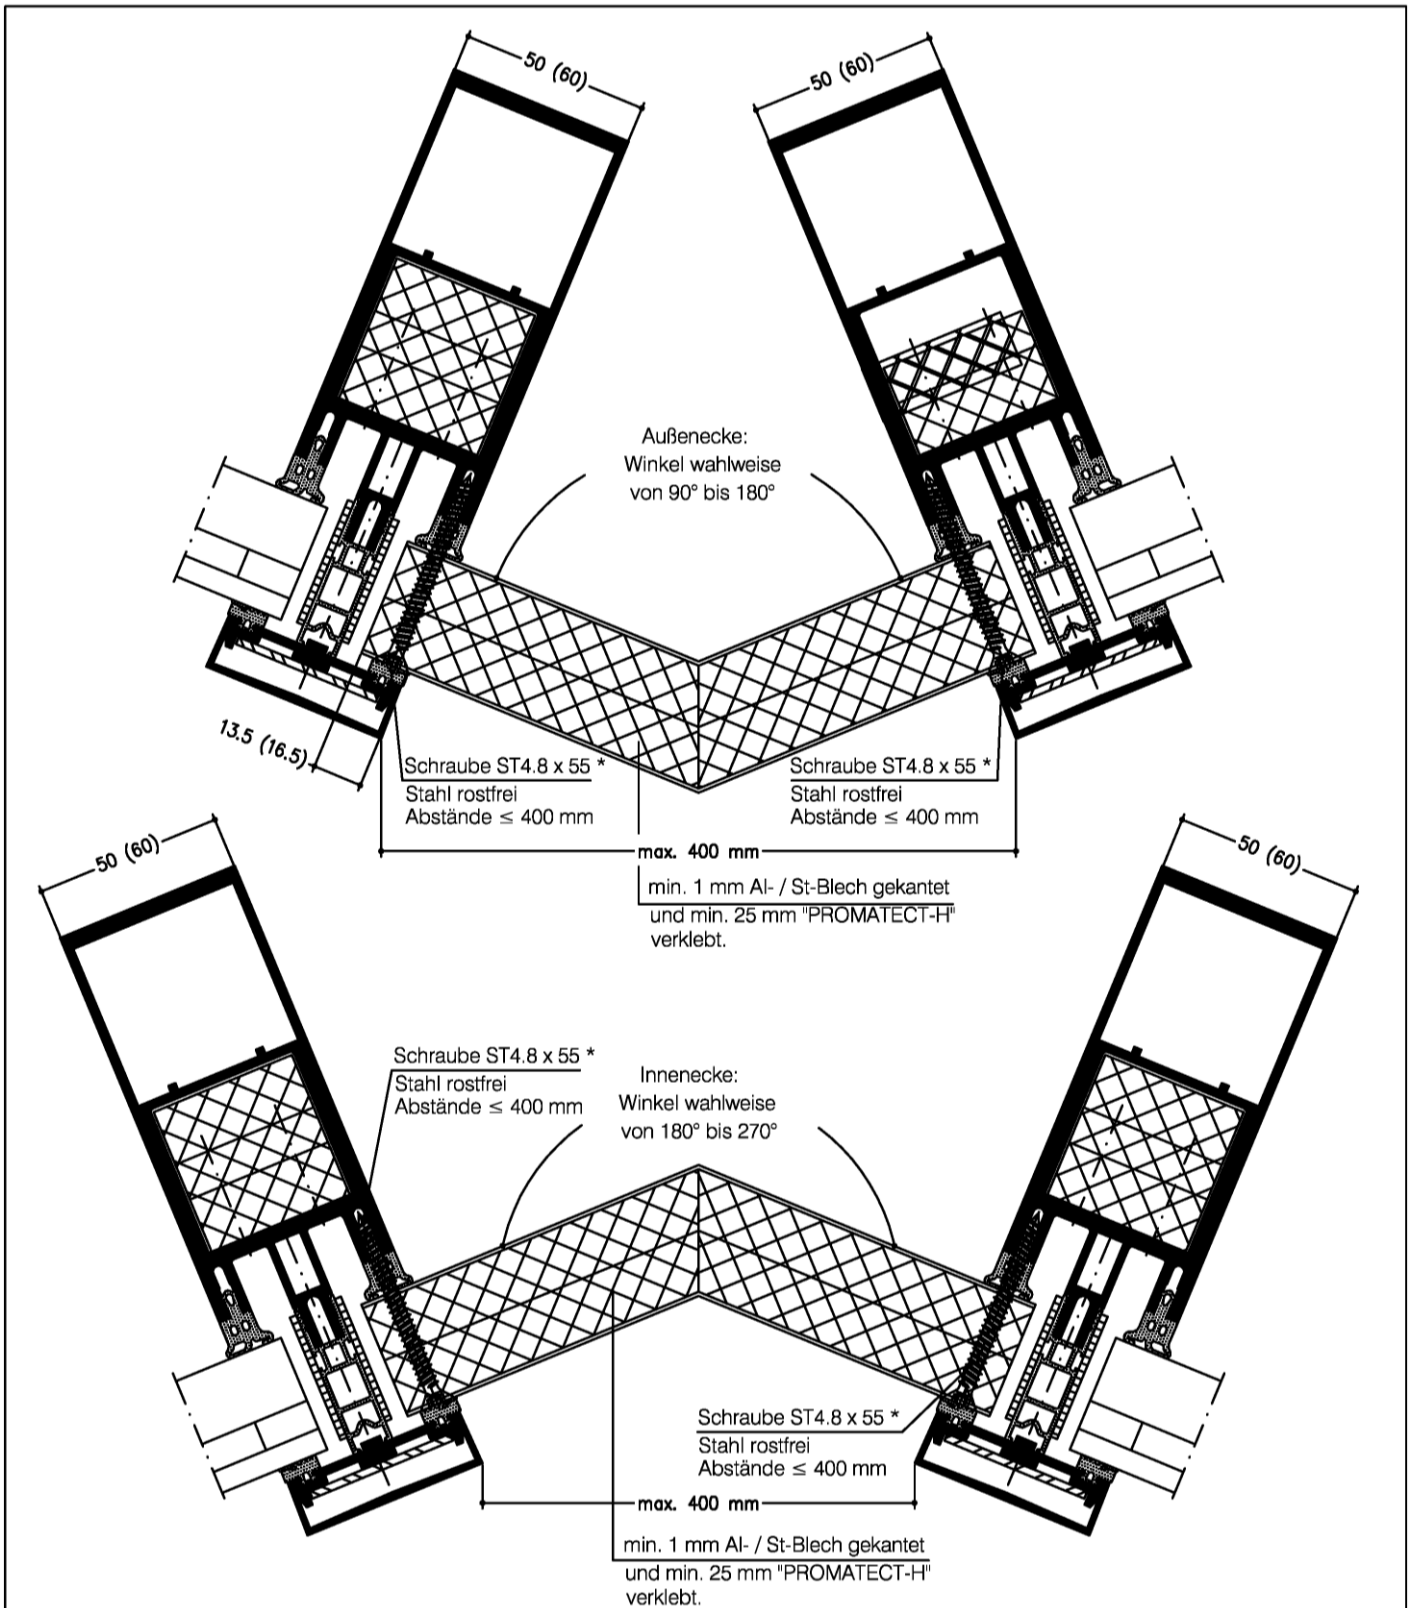 50 (60)
50 (60)
Außenecke:
Winkel wahlweise
von 90° bis 180°
13.5 (16.5)
Schraube ST4.8 x 55 *
Stahl rostfrei
Abstände ≤ 400 mm
Schraube ST4.8 x 55 *
Stahl rostfrei
Abstände ≤ 400 mm
max. 400 mm
min. 1 mm Al- / St-Blech gekantet
und min. 25 mm "PROMATECT-H"
verklebt.
50 (60)
50 (60)
Schraube ST4.8 x 55 *
Stahl rostfrei
Abstände ≤ 400 mm
Innenecke:
Winkel wahlweise
von 180° bis 270°
Schraube ST4.8 x 55 *
Stahl rostfrei
Abstände ≤ 400 mm
max. 400 mm
min. 1 mm Al- / St-Blech gekantet
und min. 25 mm "PROMATECT-H"
verklebt.